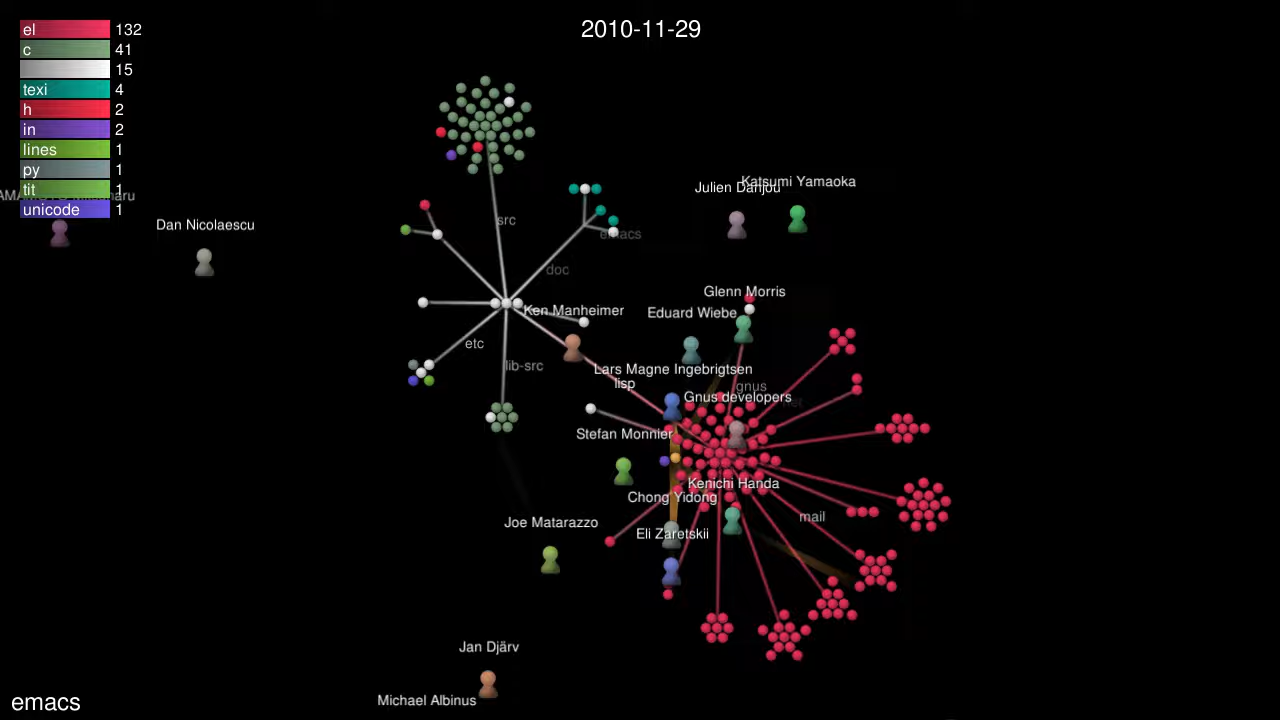 2010-11-29
el 132
c 41
15
texi 4
h 2
in 2
lines 1
py 1
tit 1
unicode 1
Dan Nicolaescu
Julien Danjou
Katsumi Yamaoka
src
emacs
doc
Glenn Morris
Ken Manheimer
Eduard Wiebe
etc
lib-src
Lars Magne Ingebrigtsen
lisp
gnus
Gnus developers
net
Stefan Monnier
Kenichi Handa
Chong Yidong
mail
Joe Matarazzo
Eli Zaretskii
Jan Djärv
Michael Albinus
emacs